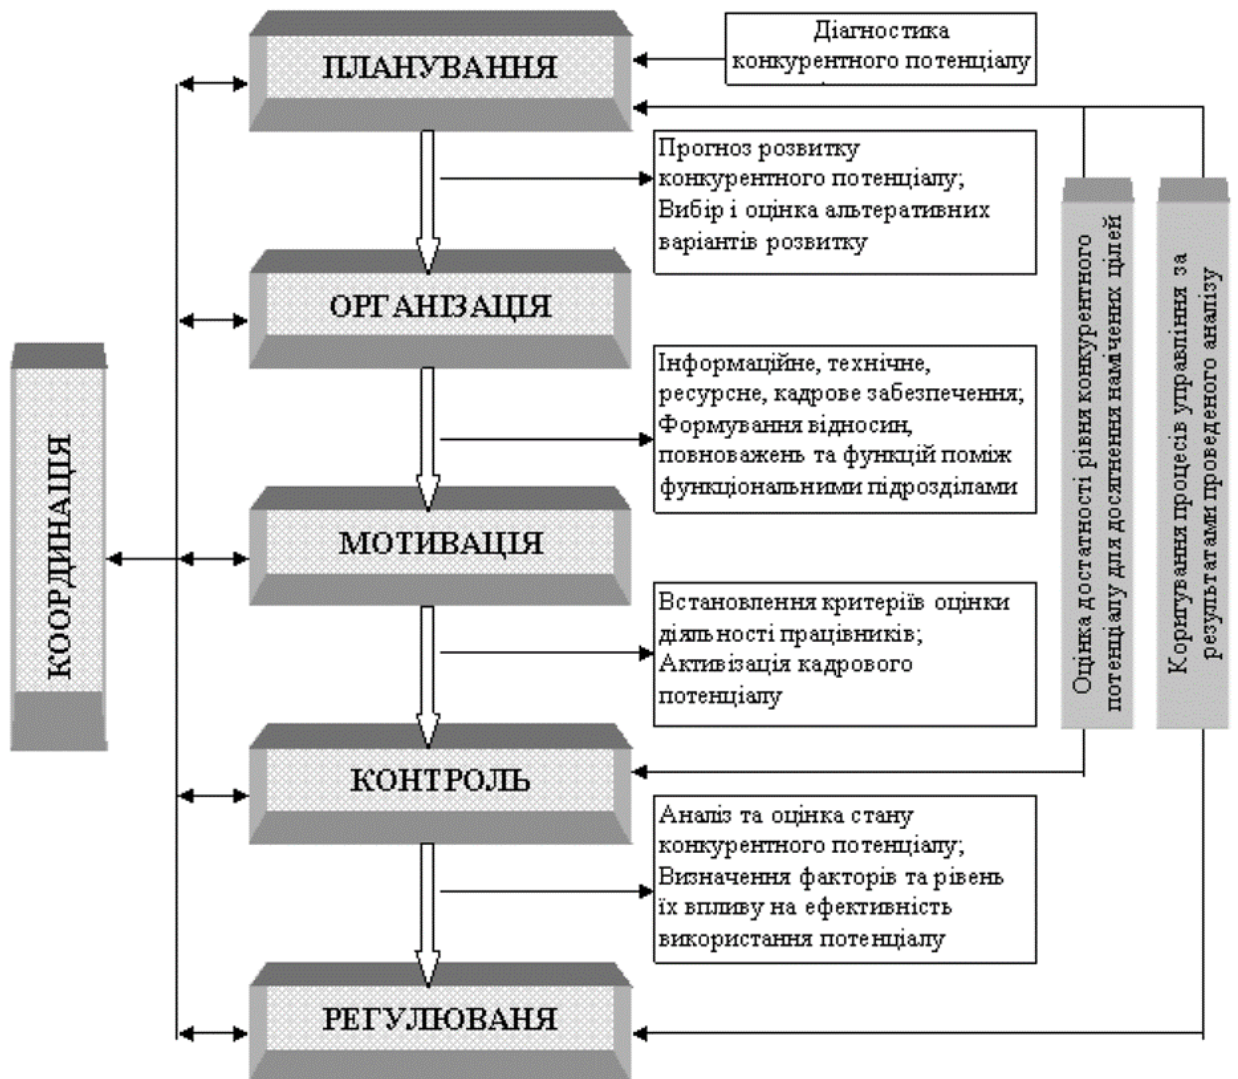 ПЛАНУВАННЯ
Діагностика
конкурентного потенціалу
Прогноз розвитку
конкурентного потенціалу;
Вибір і оцінка альтеративних
варіантів розвитку
ОРГАНІЗАЦІЯ
Інформаційне, технічне,
ресурсне, кадрове забезпечення;
Формування відносин,
повноважень та функцій поміж
функціональними підрозділами
МОТИВАЦІЯ
Встановлення критеріїв оцінки
діяльності працівників;
Активізація кадрового
потенціалу
КОНТРОЛЬ
Аналіз та оцінка стану
конкурентного потенціалу;
Визначення факторів та рівень
їх впливу на ефективність
використання потенціалу
РЕГУЛЮВАНЯ
КООРДИНАЦІЯ
Оцінка достатності рівня конкурентного
потенціалу для досягнення намічених цілей
Коригування процесів управління за
результатами проведеного аналізу